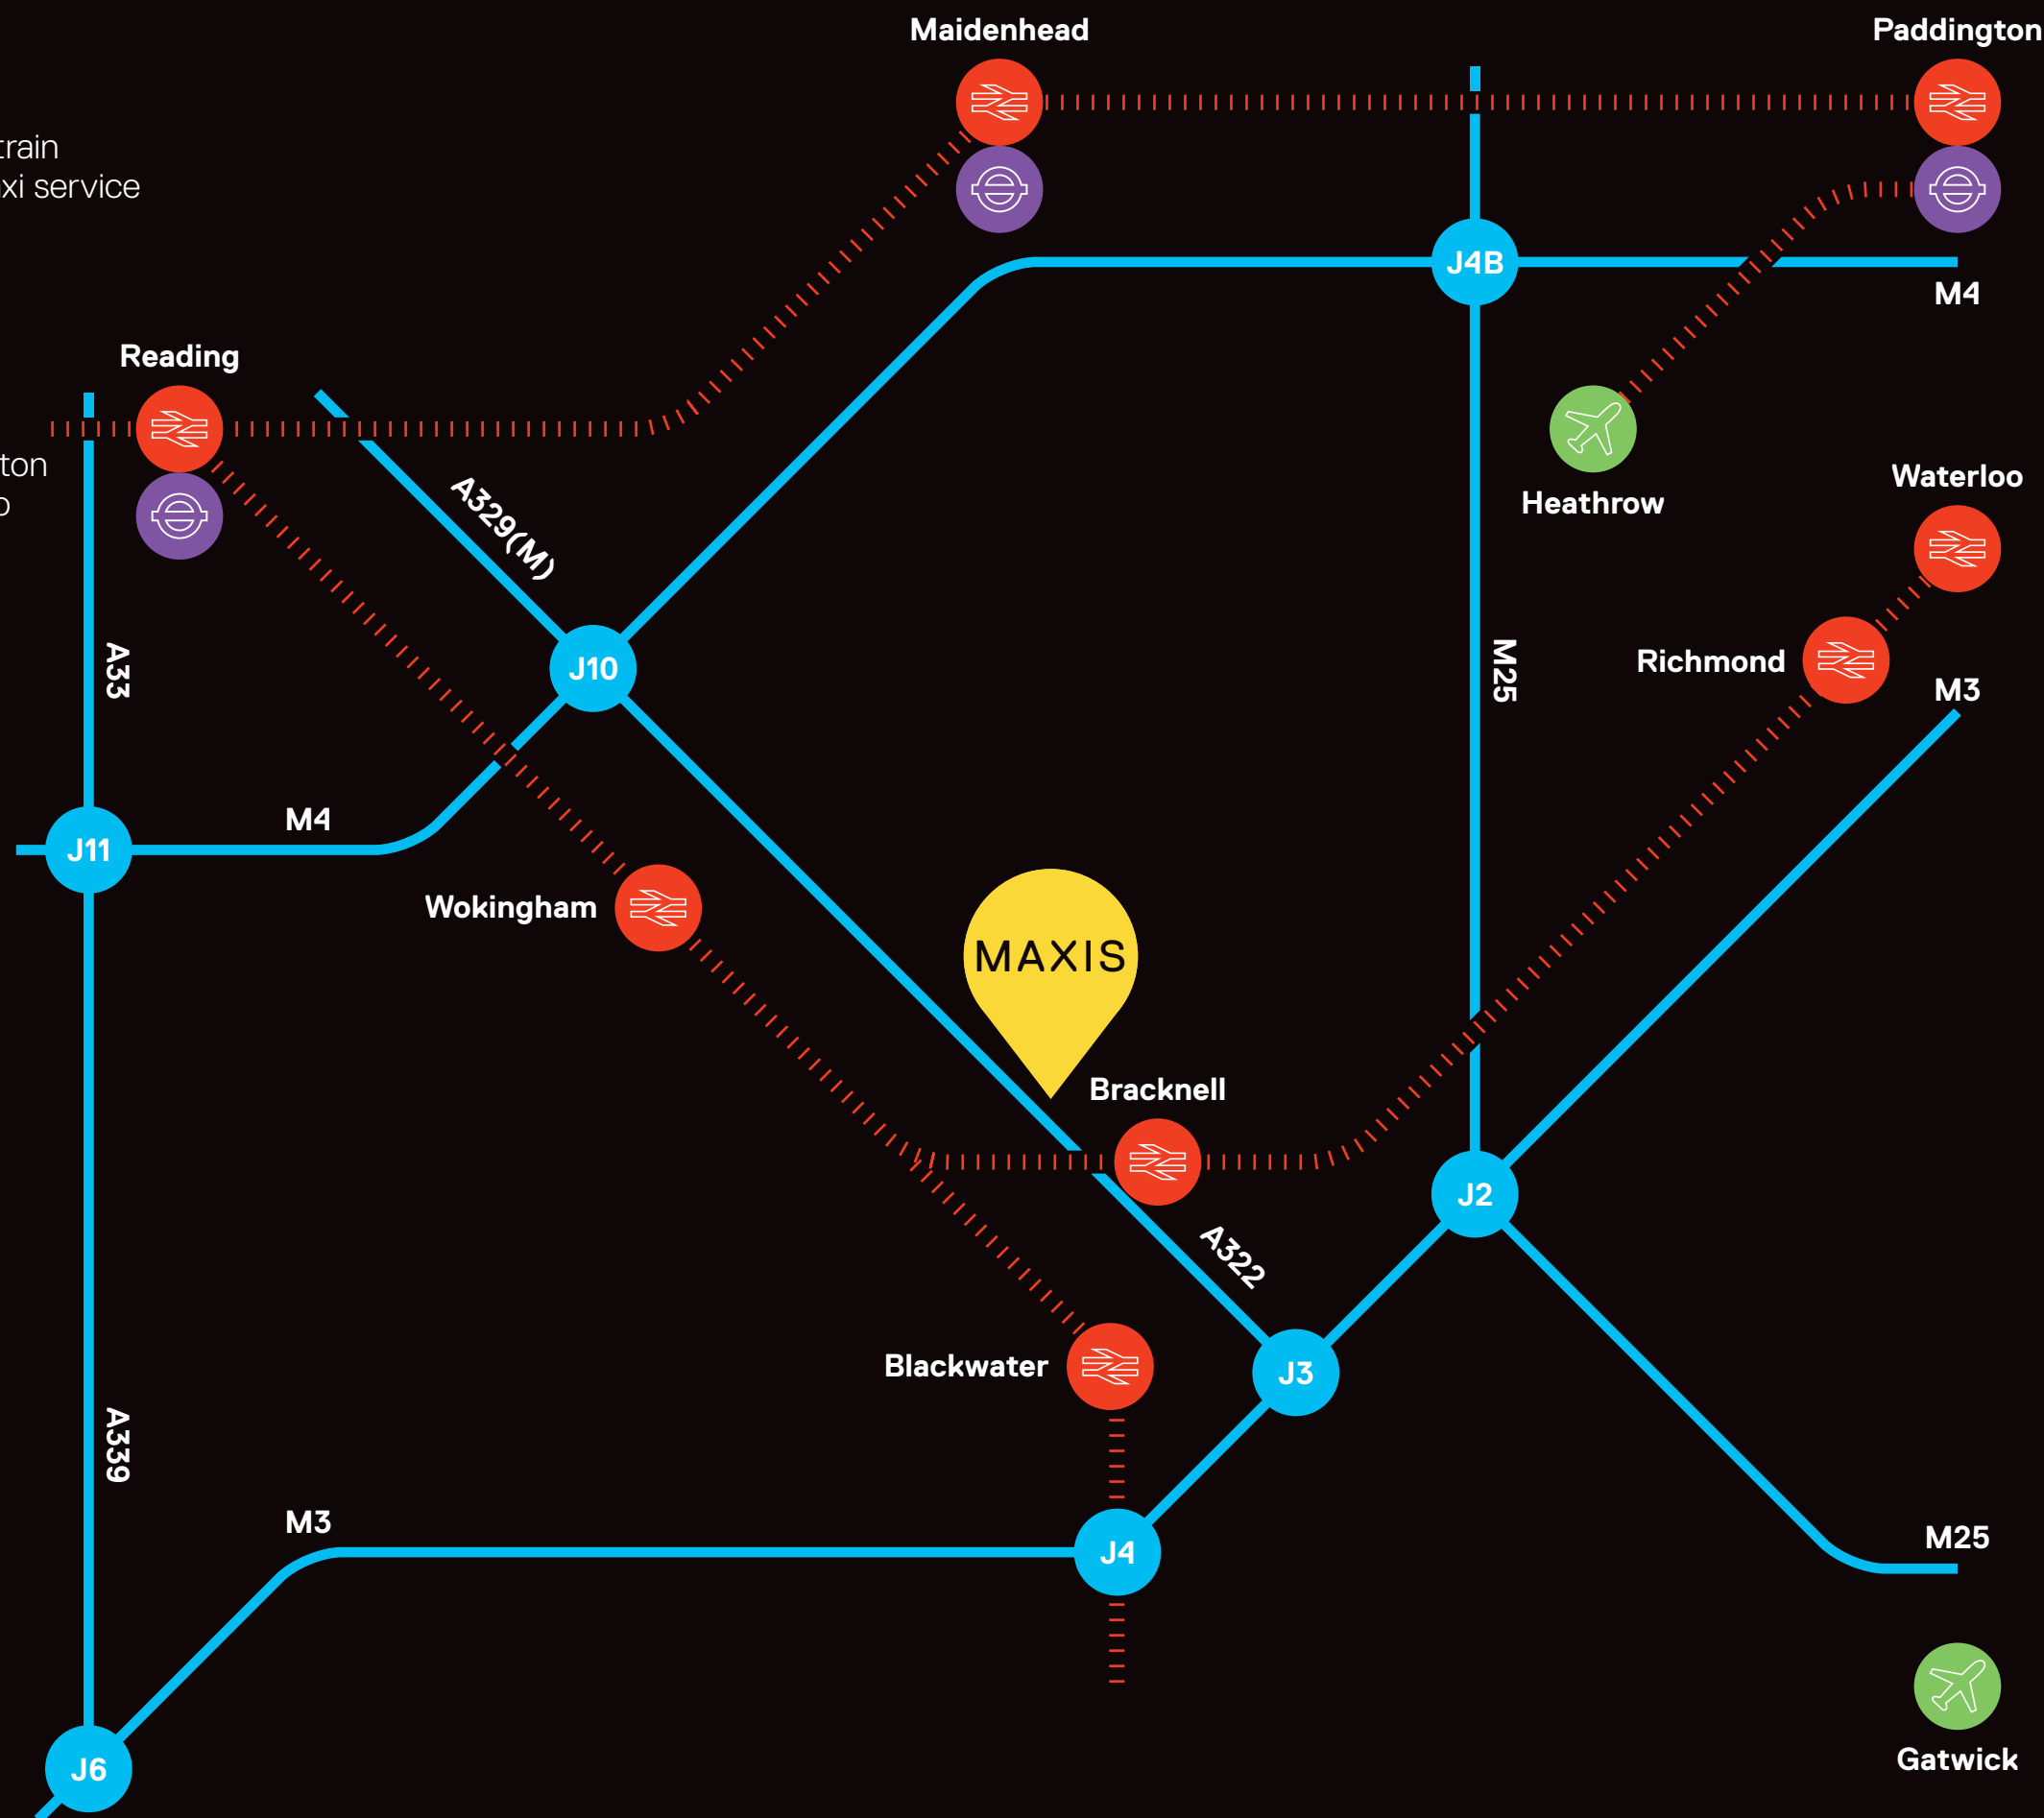 Maidenhead
Paddington
train
xi service
J4B
M4
Reading
Heathrow
ton
Waterloo
A329(M)
A33
M25
J10
Richmond
M3
M4
J11
Wokingham
MAXIS
Bracknell
J2
A322
Blackwater
J3
A339
M3
M25
J4
Gatwick
J6